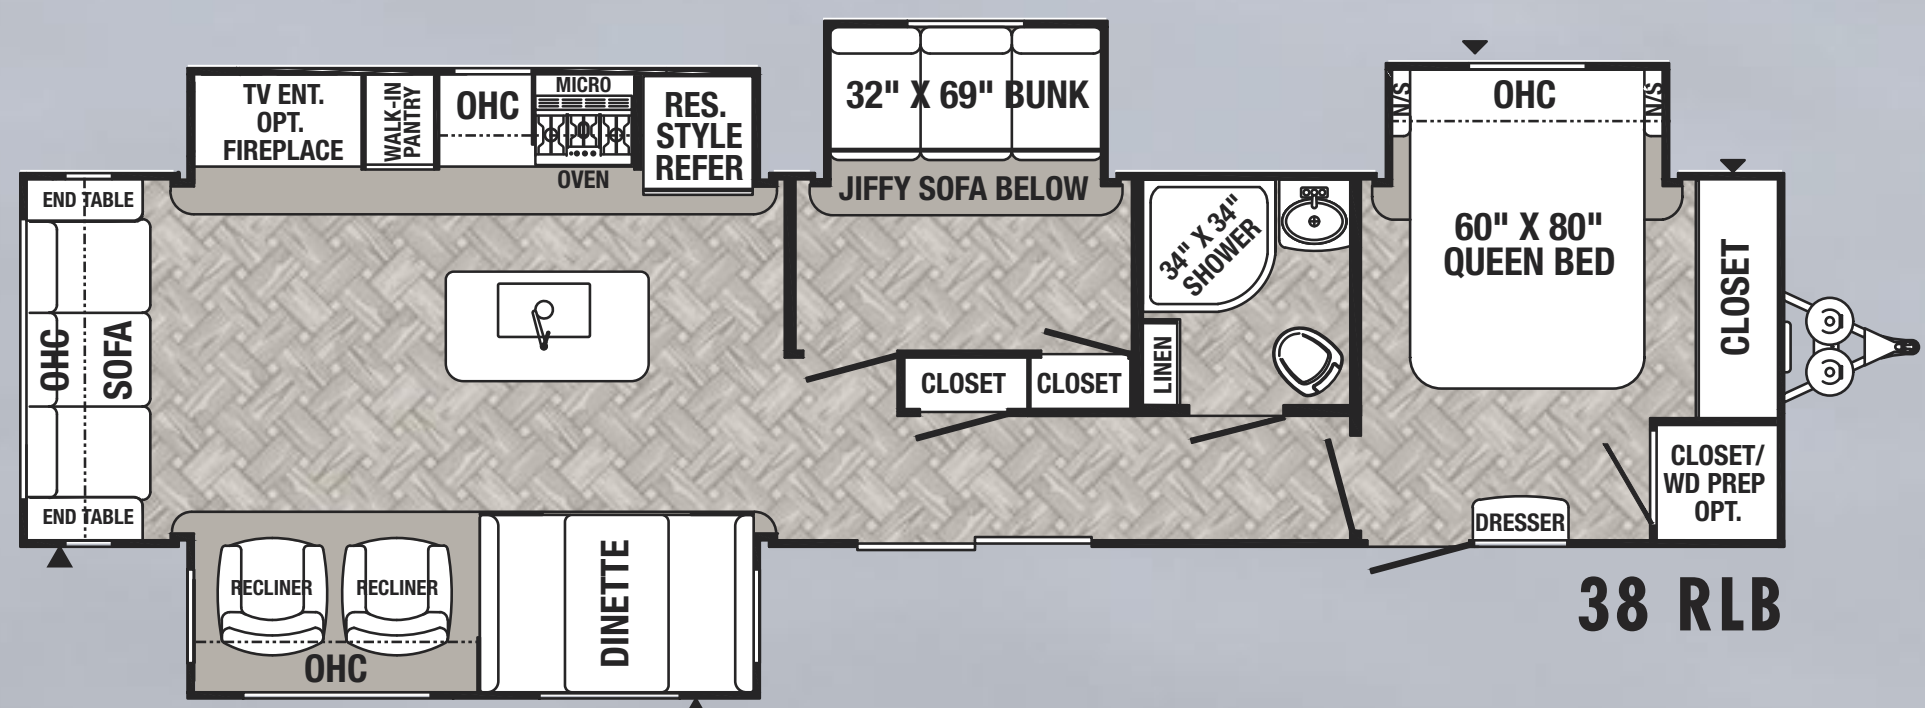 TV ENT.
OPT.
FIREPLACE
WALK-IN
PANTRY
OHC
MICRO
OVEN
RES.
STYLE
REFER
32" X 69" BUNK
JIFFY SOFA BELOW
N/S
OHC
N/S
60" X 80"
QUEEN BED
34" X 34"
SHOWER
LINEN
CLOSET
CLOSET
CLOSET
CLOSET/
WD PREP
OPT.
DRESSER
END TABLE
OHC
SOFA
END TABLE
RECLINER
RECLINER
OHC
DINETTE
38 RLB